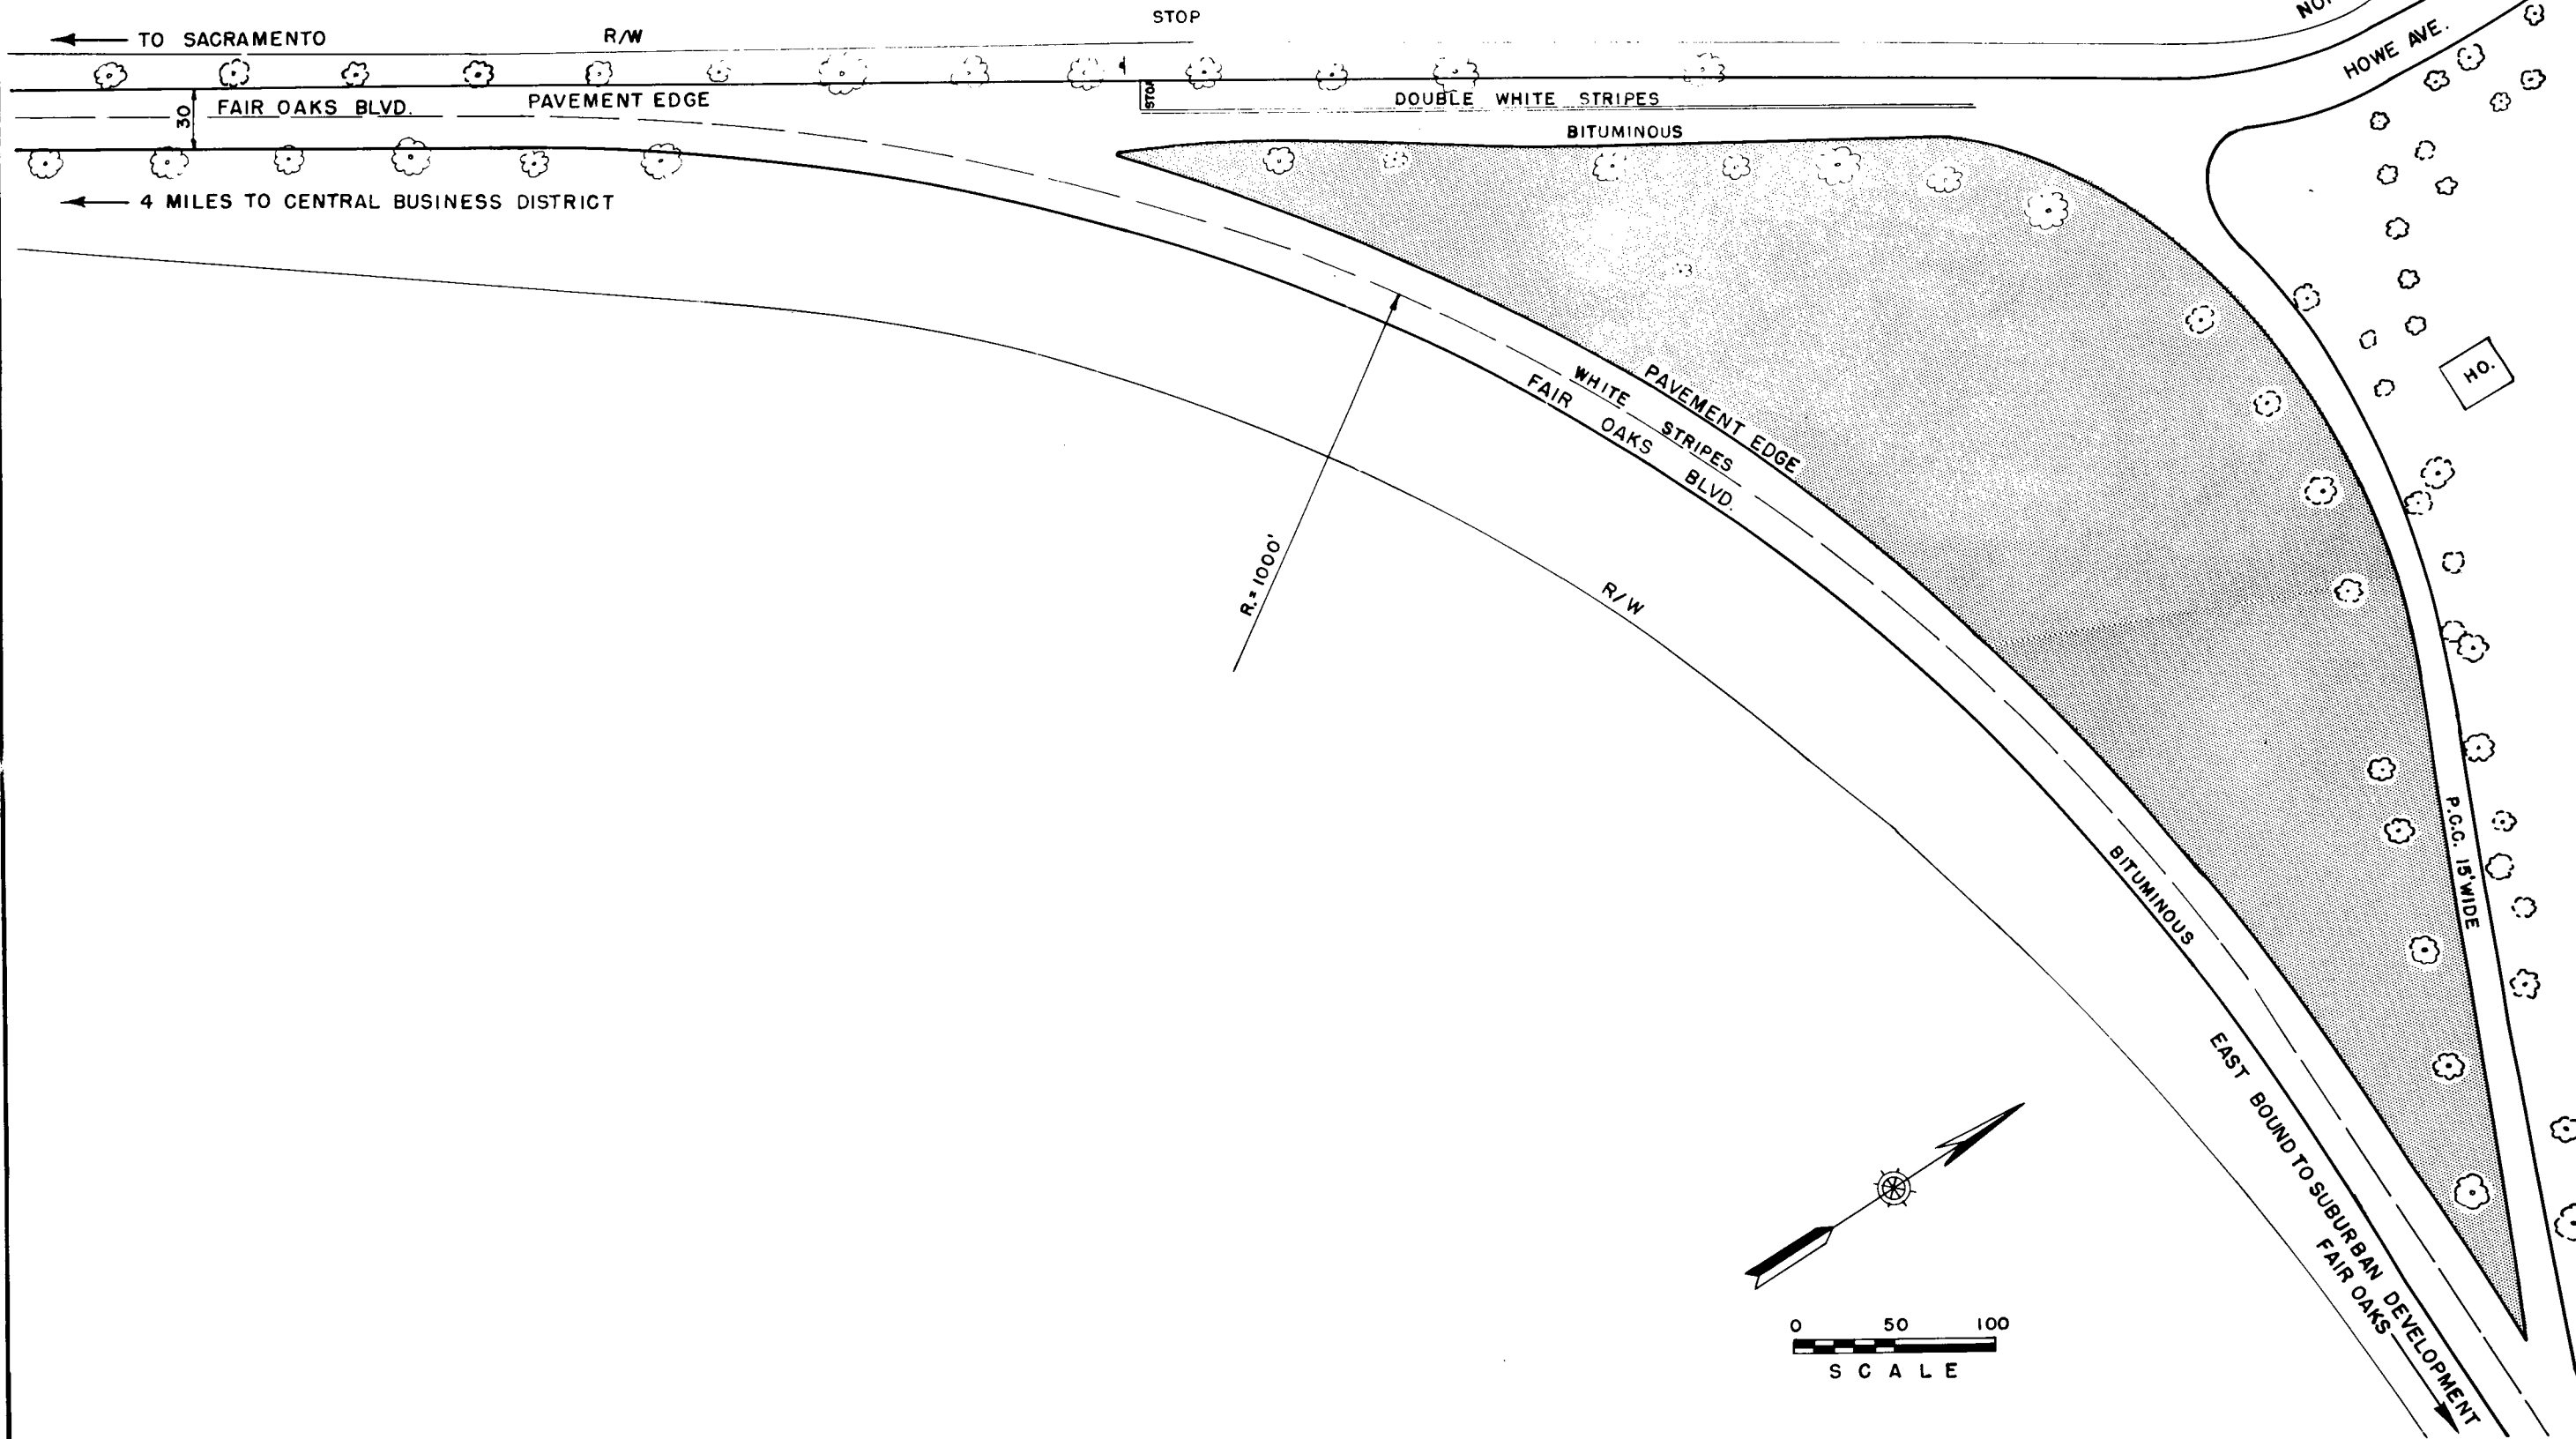 STOP
NO
← TO SACRAMENTO
R/W
HOWE AVE.
30
FAIR OAKS BLVD.
PAVEMENT EDGE
STOP
DOUBLE WHITE STRIPES
BITUMINOUS
← 4 MILES TO CENTRAL BUSINESS DISTRICT
HO.
PAVEMENT EDGE
WHITE STRIPES
FAIR OAKS BLVD.
R.= 1000'
R/W
P.C.C. 15' WIDE
BITUMINOUS
EAST BOUND TO SUBURBAN DEVELOPMENT
FAIR OAKS
0 50 100
SCALE